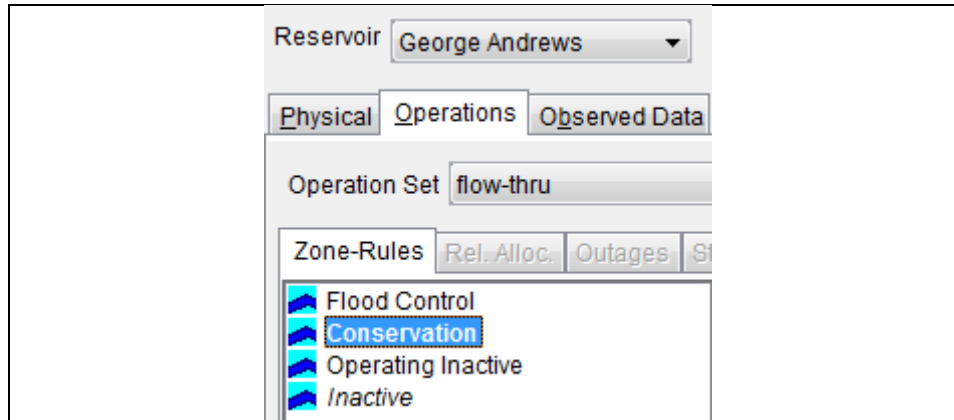 Reservoir George Andrews
Physical Operations Observed Data
Operation Set flow-thru
Zone-Rules Rel. Alloc. Outages
Flood Control
Conservation
Operating Inactive
Inactive